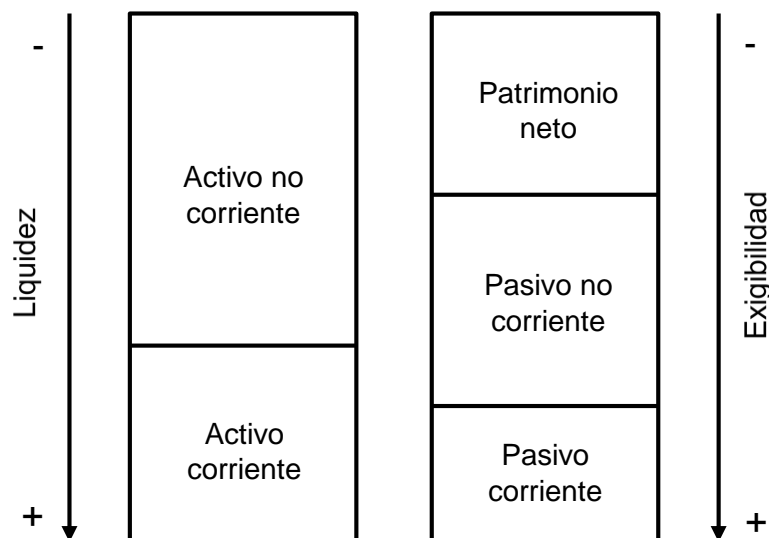 -
-
Patrimonio
neto
Activo no
corriente
Liquidez
Exigibilidad
Pasivo no
corriente
Activo
corriente
Pasivo
corriente
+
+